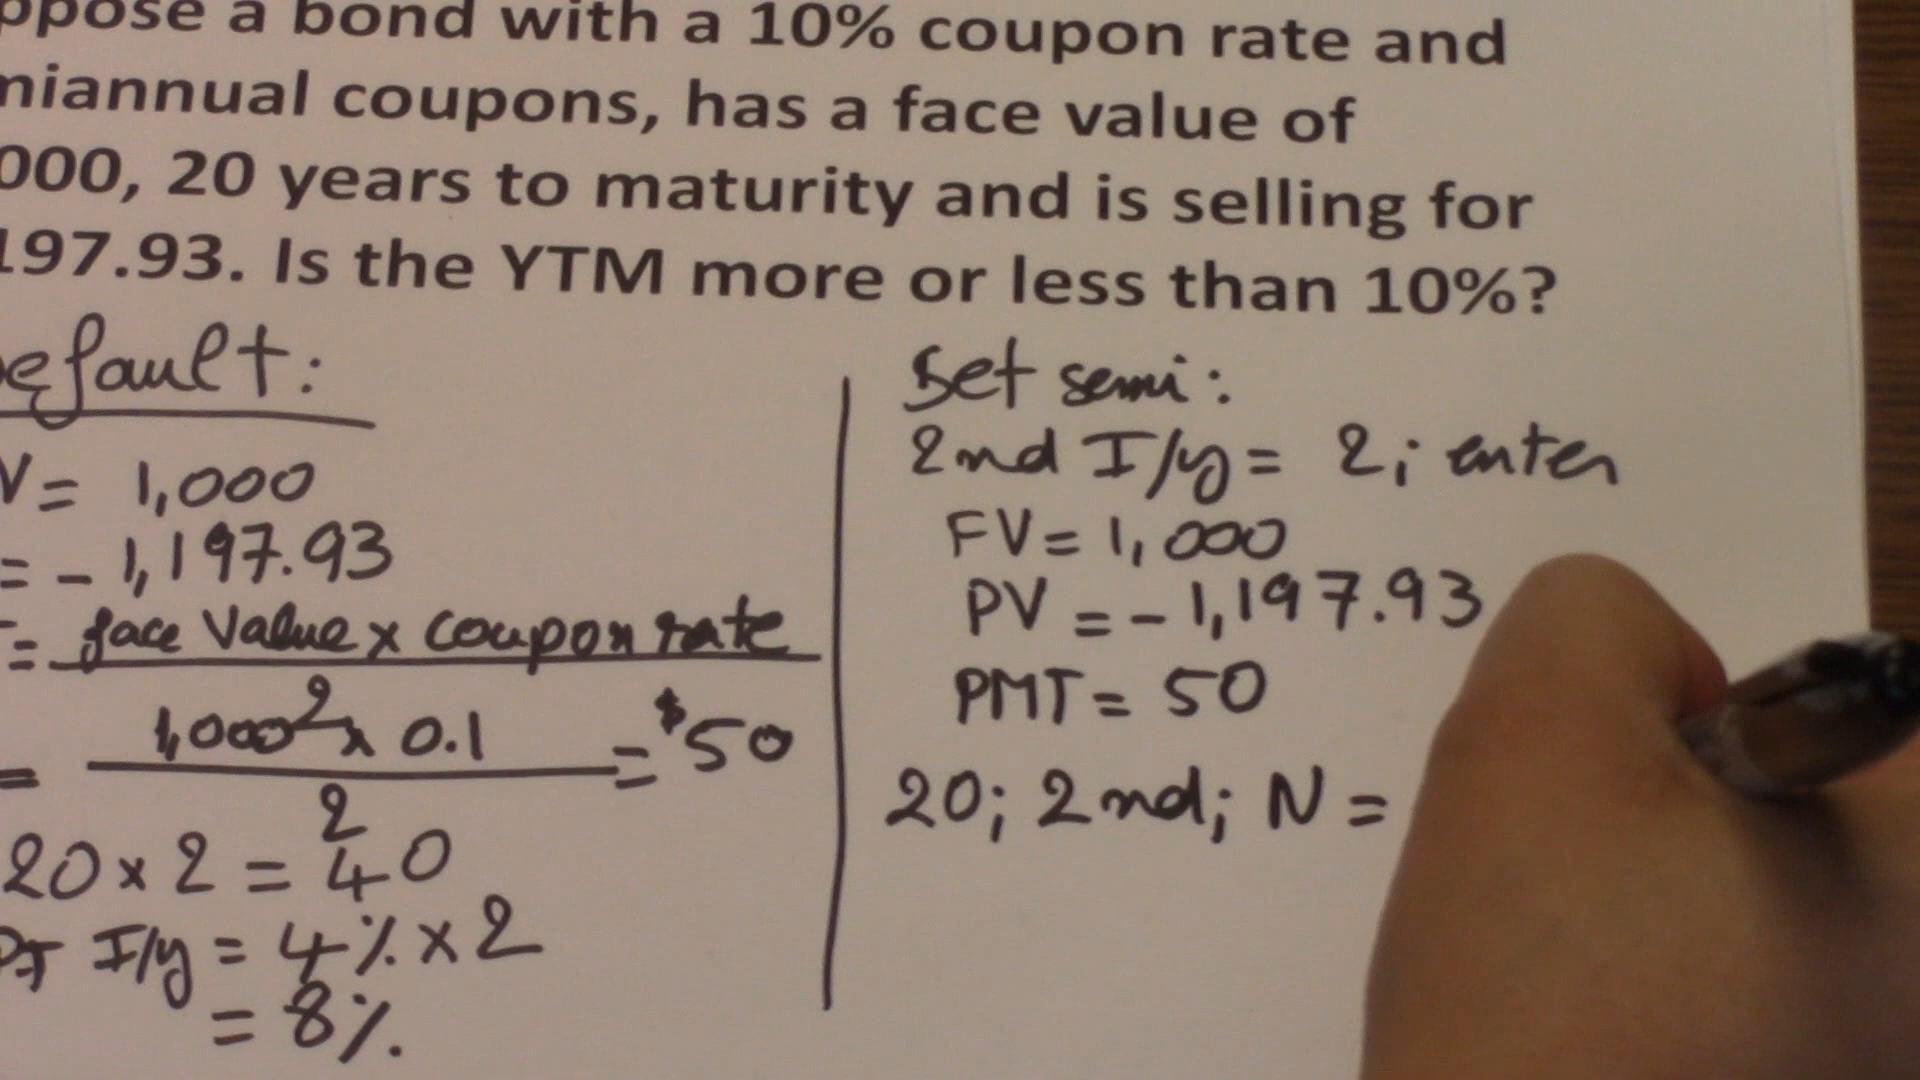 ppose a bond with a 10% coupon rate and
miannual coupons, has a face value of
000, 20 years to maturity and is selling for
197.93. Is the YTM more or less than 10%?
efault:
V = 1,000
= - 1,197.93
= face Value x coupon rate
2
= 1,000 x 0.1 = $50
2
20 x 2 = 40
I/y = 4% x 2
= 8%.
Set semi:
2nd I/y = 2; enter
FV = 1,000
PV = - 1,197.93
PMT = 50
20; 2nd; N =